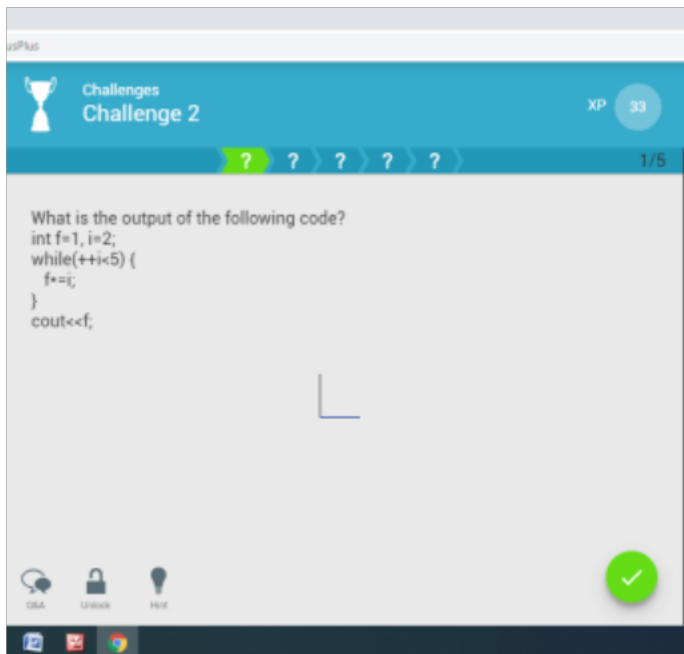 usPlus
Challenges
Challenge 2
XP 33
? ? ? ? ?
1/5
What is the output of the following code?
int f=1, i=2;
while(++i<5) {
f*=i;
}
cout<<f;
Q&A Unlock Hint